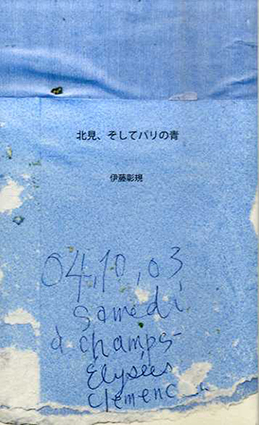 北見、そしてパリの青
伊藤彰規
04,10,03
samedi
à champs-
Elysées
clemenc